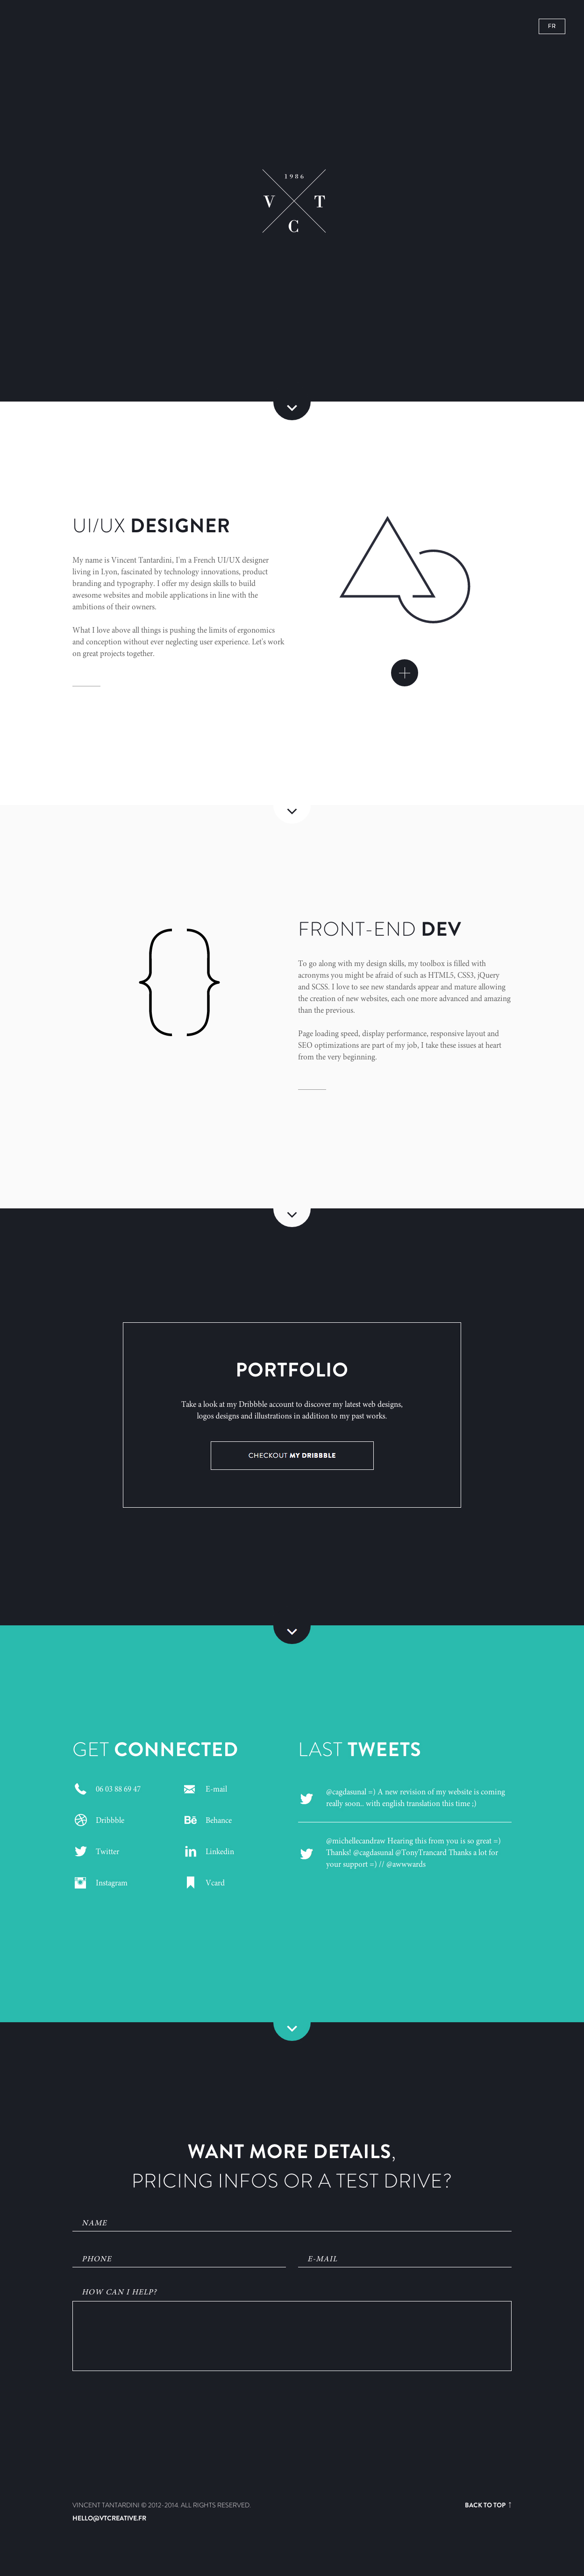 FR
1986
V T
C
UI/UX DESIGNER
My name is Vincent Tantardini, I'm a French UI/UX designer
living in Lyon, fascinated by technology innovations, product
branding and typography. I offer my design skills to build
awesome websites and mobile applications in line with the
ambitions of their owners.
What I love above all things is pushing the limits of ergonomics
and conception without ever neglecting user experience. Let's work
on great projects together.
FRONT-END DEV
To go along with my design skills, my toolbox is filled with
acronyms you might be afraid of such as HTML5, CSS3, jQuery
and SCSS. I love to see new standards appear and mature allowing
the creation of new websites, each one more advanced and amazing
than the previous.
Page loading speed, display performance, responsive layout and
SEO optimizations are part of my job, I take these issues at heart
from the very beginning.
PORTFOLIO
Take a look at my Dribbble account to discover my latest web designs,
logos designs and illustrations in addition to my past works.
CHECKOUT MY DRIBBBLE
GET CONNECTED
06 03 88 69 47
E-mail
Dribbble
Behance
Twitter
Linkedin
Instagram
Vcard
LAST TWEETS
@cagdasunal =) A new revision of my website is coming
really soon.. with english translation this time ;)
@michellecandraw Hearing this from you is so great =)
Thanks! @cagdasunal @TonyTrancard Thanks a lot for
your support =) // @awwwards
WANT MORE DETAILS,
PRICING INFOS OR A TEST DRIVE?
NAME
PHONE
E-MAIL
HOW CAN I HELP?
VINCENT TANTARDINI © 2012-2014. ALL RIGHTS RESERVED.
HELLO@VTCREATIVE.FR
BACK TO TOP ↑